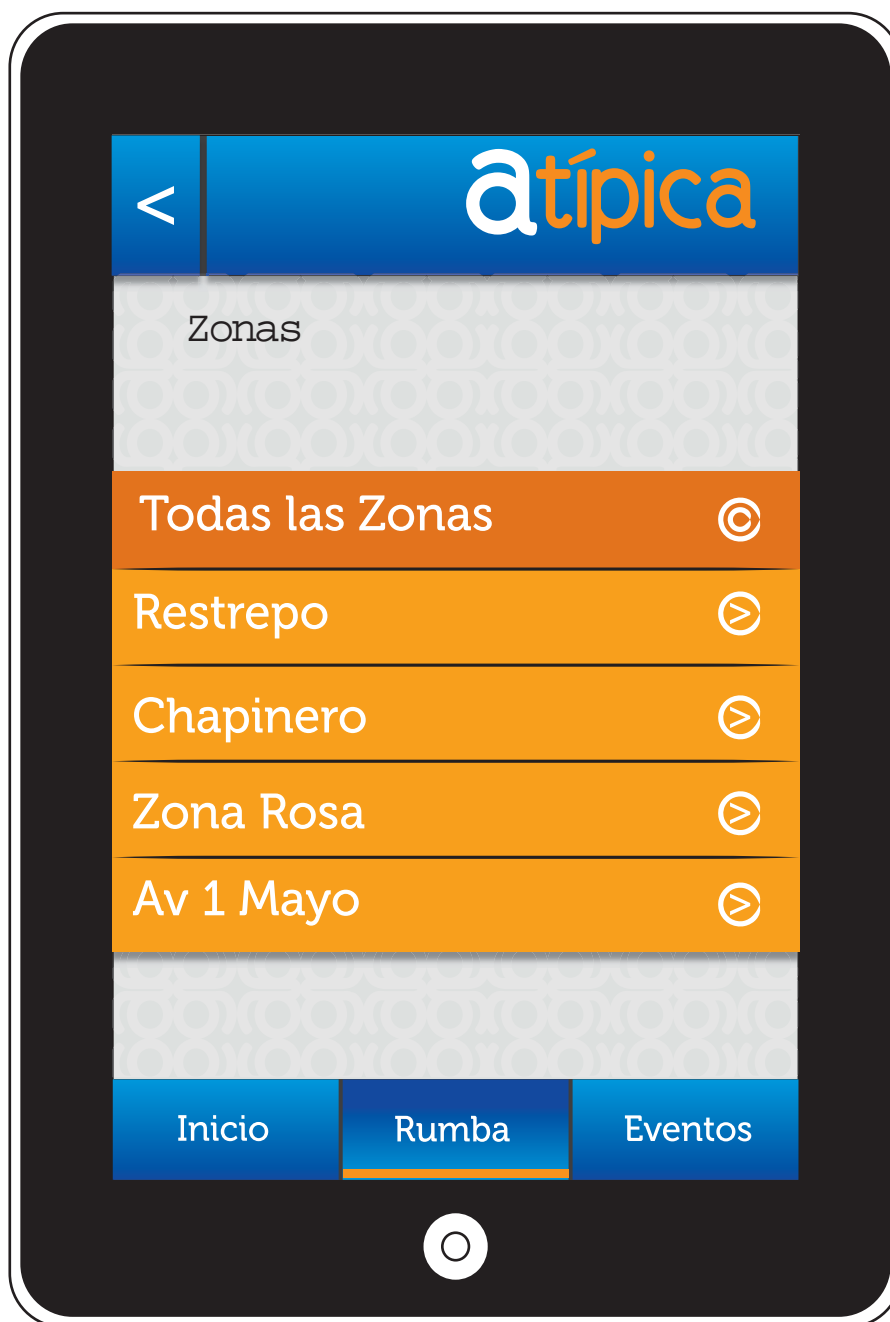 <
atípica
Zonas
Todas las Zonas
Restrepo >
Chapinero >
Zona Rosa >
Av 1 Mayo >
Inicio Rumba Eventos